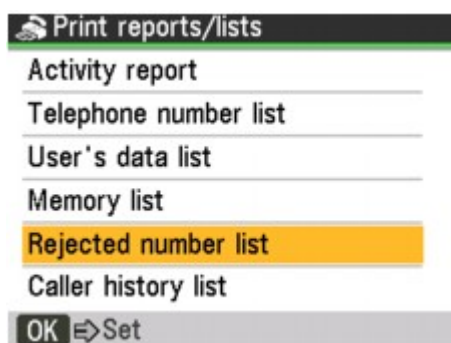 Print reports/lists
Activity report
Telephone number list
User's data list
Memory list
Rejected number list
Caller history list
OK ⇨Set